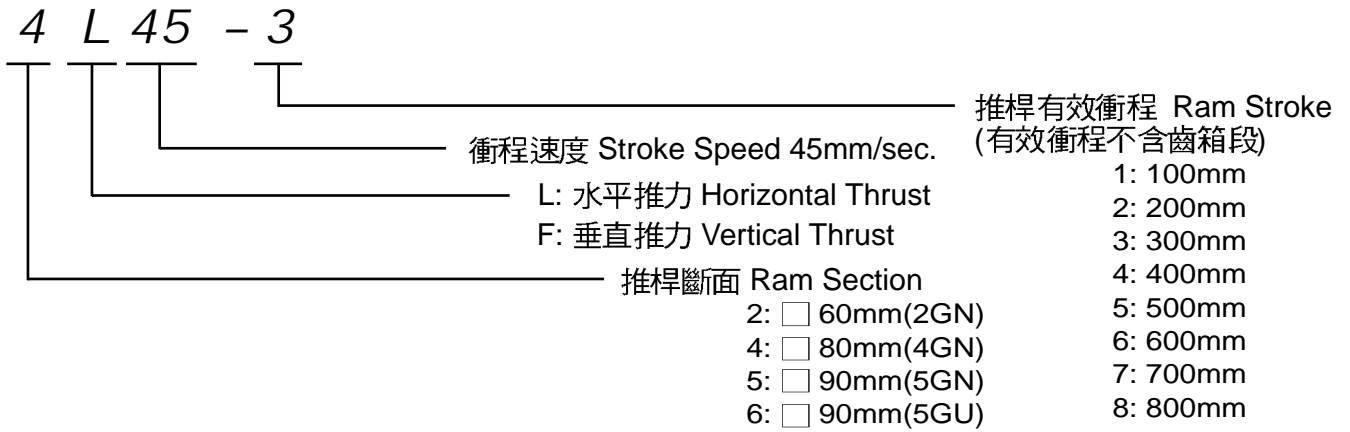 4 L 45 – 3
推桿有效衝程 Ram Stroke
(有效衝程不含齒箱段)
1: 100mm
2: 200mm
3: 300mm
4: 400mm
5: 500mm
6: 600mm
7: 700mm
8: 800mm
衝程速度 Stroke Speed 45mm/sec.
L: 水平推力 Horizontal Thrust
F: 垂直推力 Vertical Thrust
推桿斷面 Ram Section
2: □ 60mm(2GN)
4: □ 80mm(4GN)
5: □ 90mm(5GN)
6: □ 90mm(5GU)